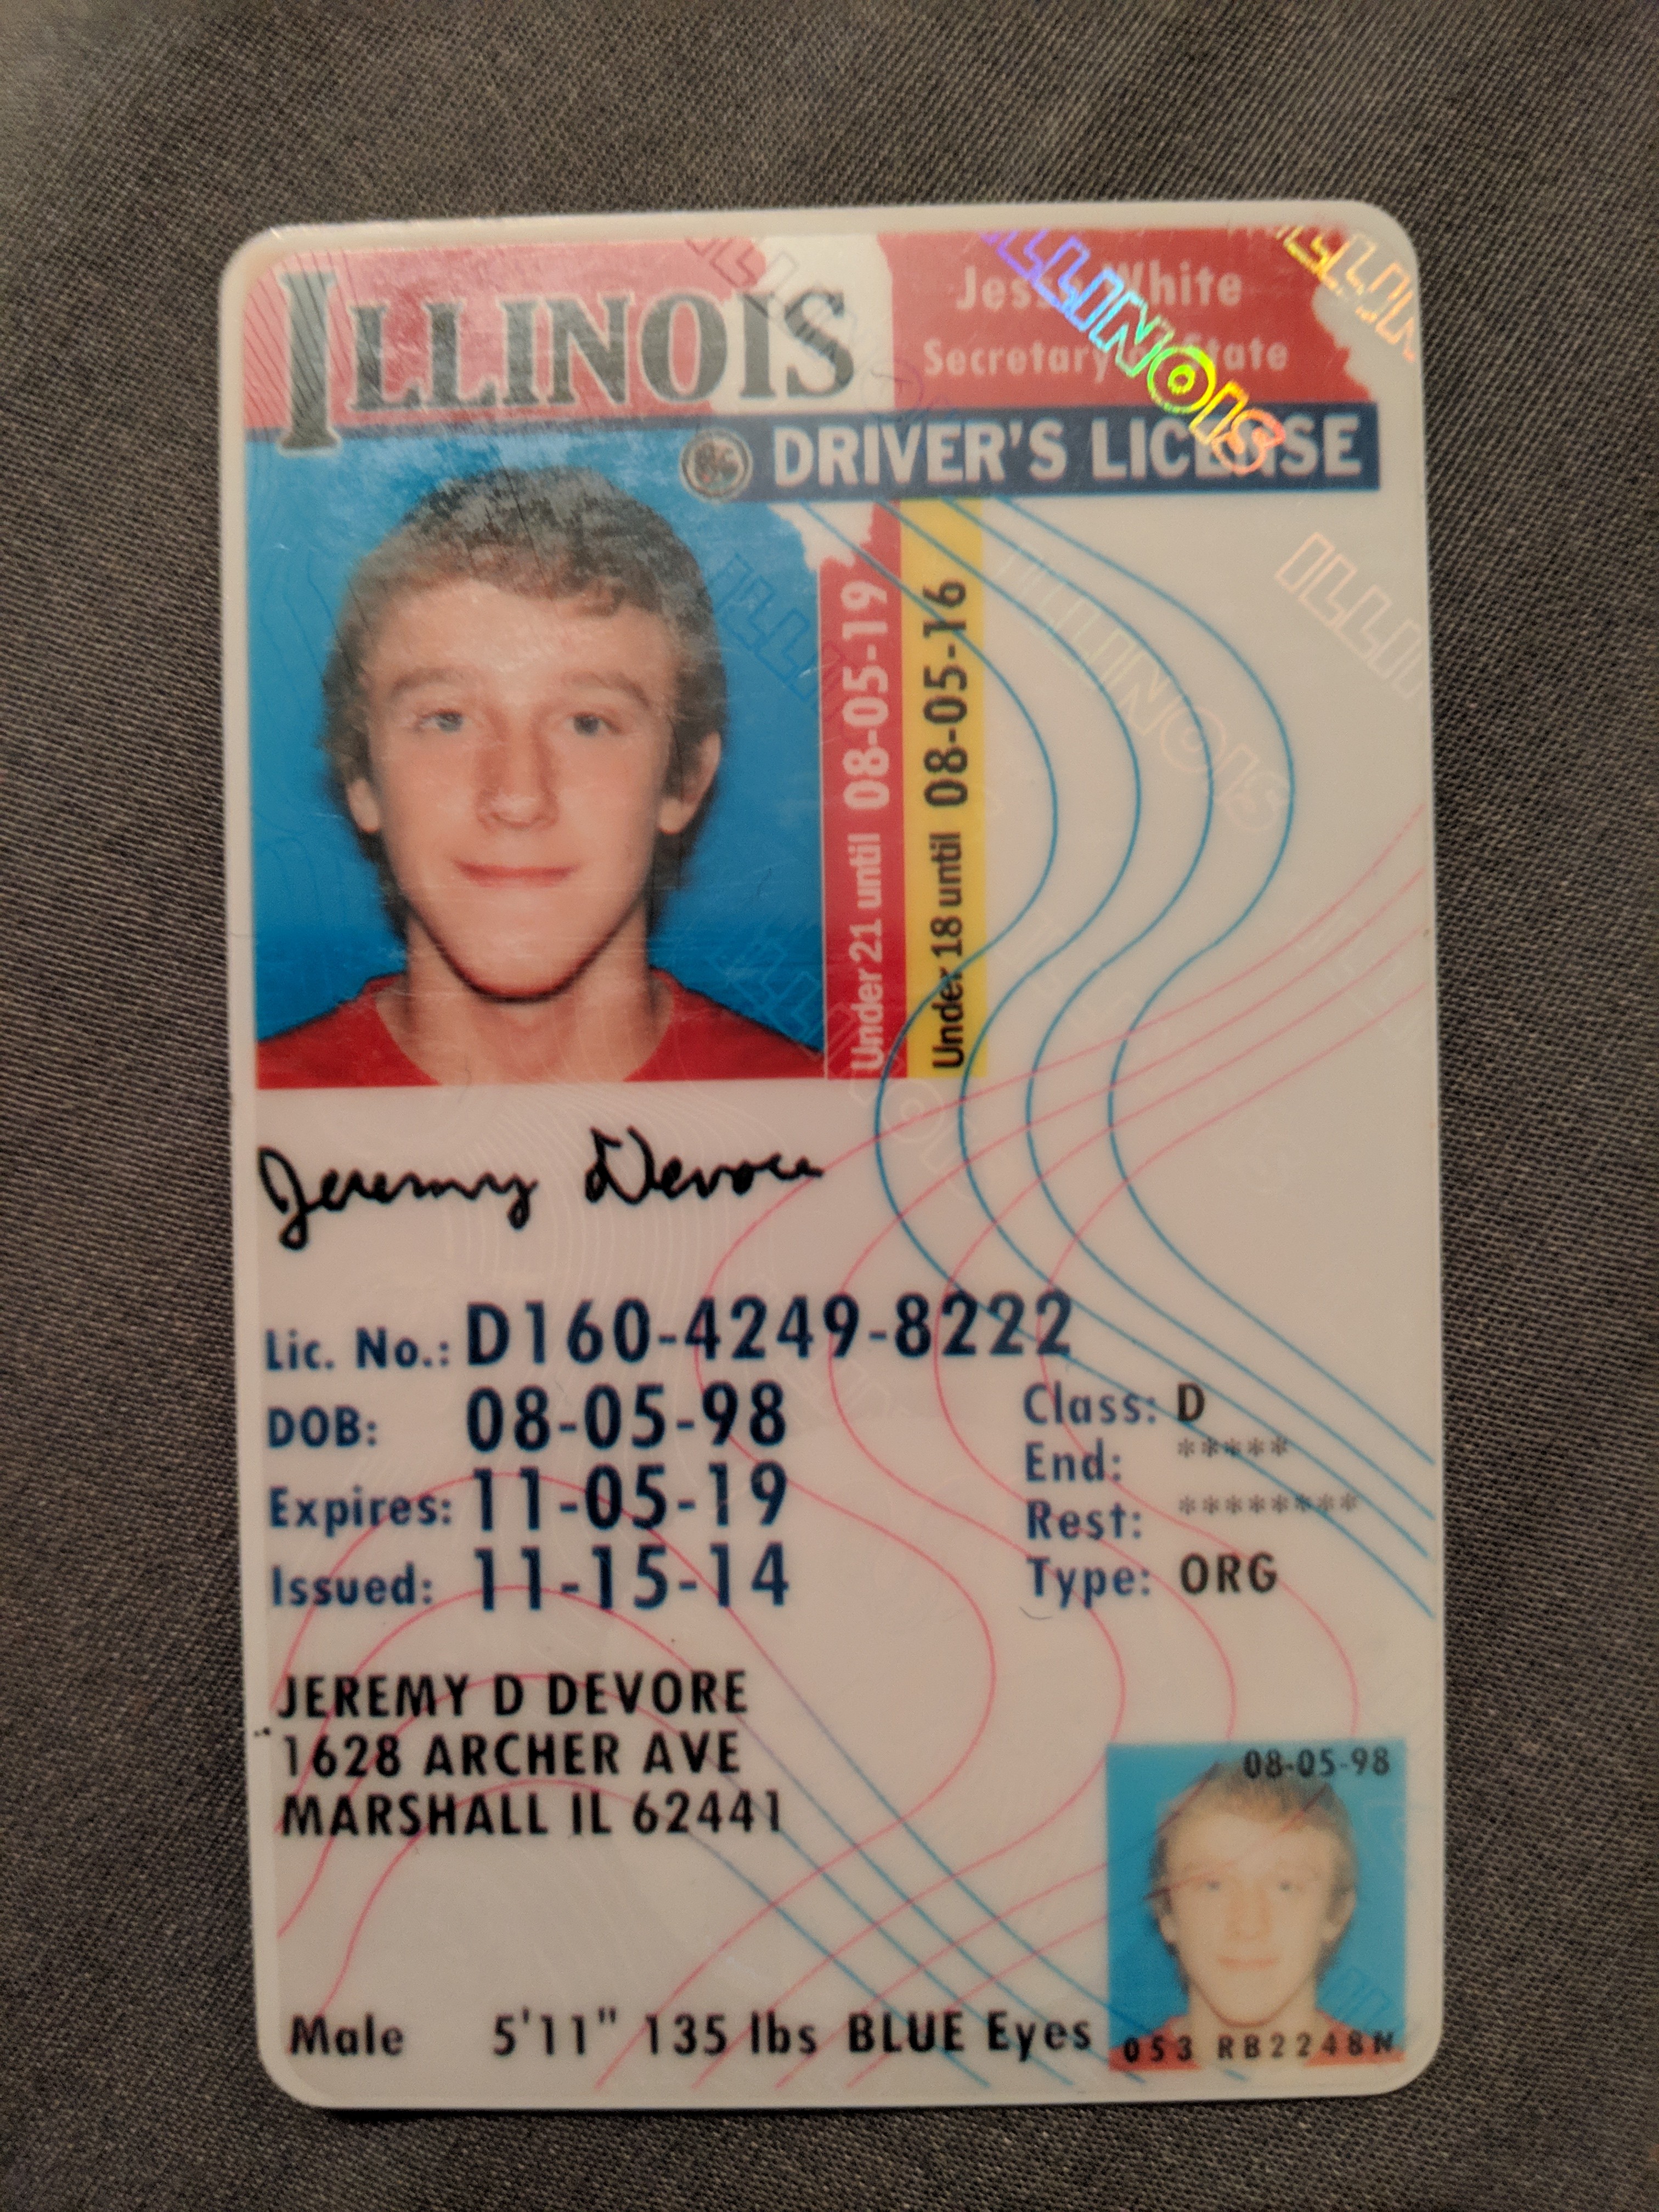 ILLINOIS
Jesse White
Secretary of State
DRIVER'S LICENSE
Under 21 until 08-05-19
Under 18 until 08-05-16
Jeremy Devore
Lic. No.: D160-4249-8222
DOB: 08-05-98
Expires: 11-05-19
Issued: 11-15-14
Class: D
End: *****
Rest: ********
Type: ORG
JEREMY D DEVORE
1628 ARCHER AVE
MARSHALL IL 62441
08-05-98
Male 5'11" 135 lbs BLUE Eyes
053 RB2248N
ILLINOIS